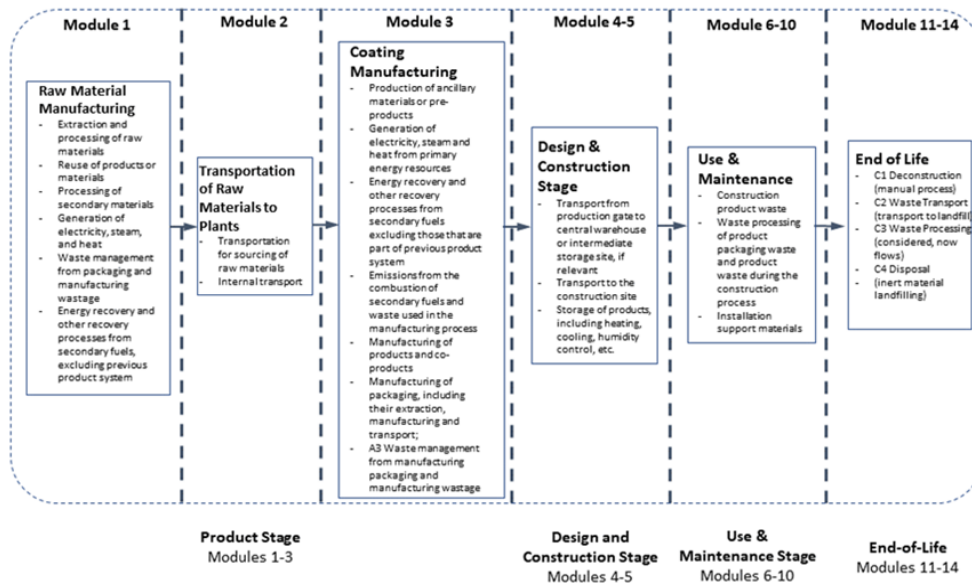 Module 1
Module 2
Module 3
Module 4-5
Module 6-10
Module 11-14
Raw Material
Manufacturing
- Extraction and
processing of raw
materials
- Reuse of products or
materials
- Processing of
secondary materials
- Generation of
electricity, steam, and
heat
- Waste management
from packaging and
manufacturing
wastage
- Energy recovery and
other recovery
processes from
secondary fuels,
excluding previous
product system
Transportation
of Raw
Materials to
Plants
- Transportation
for sourcing of
raw materials
- Internal transport
Coating
Manufacturing
- Production of ancillary
materials or pre-
products
- Generation of
electricity, steam and
heat from primary
energy resources
- Energy recovery and
other recovery
processes from
secondary fuels
excluding those that are
part of previous product
system
- Emissions from the
combustion of
secondary fuels and
waste used in the
manufacturing process
- Manufacturing of
products and co-
products
- Manufacturing of
packaging, including
their extraction,
manufacturing and
transport;
- A3 Waste management
from manufacturing
packaging and
manufacturing wastage
Design &
Construction
Stage
- Transport from
production gate to
central warehouse
or intermediate
storage site, if
relevant
- Transport to the
construction site
- Storage of products,
including heating,
cooling, humidity
control, etc.
Use &
Maintenance
- Construction
product waste
- Waste processing
of product
packaging waste
and product
waste during the
construction
process
- Installation
support materials
End of Life
- C1 Deconstruction
(manual process)
- C2 Waste Transport
(transport to landfill)
- C3 Waste Processing
(considered, now
flows)
- C4 Disposal
- (inert material
landfilling)
Product Stage
Modules 1-3
Design and
Construction Stage
Modules 4-5
Use &
Maintenance Stage
Modules 6-10
End-of-Life
Modules 11-14